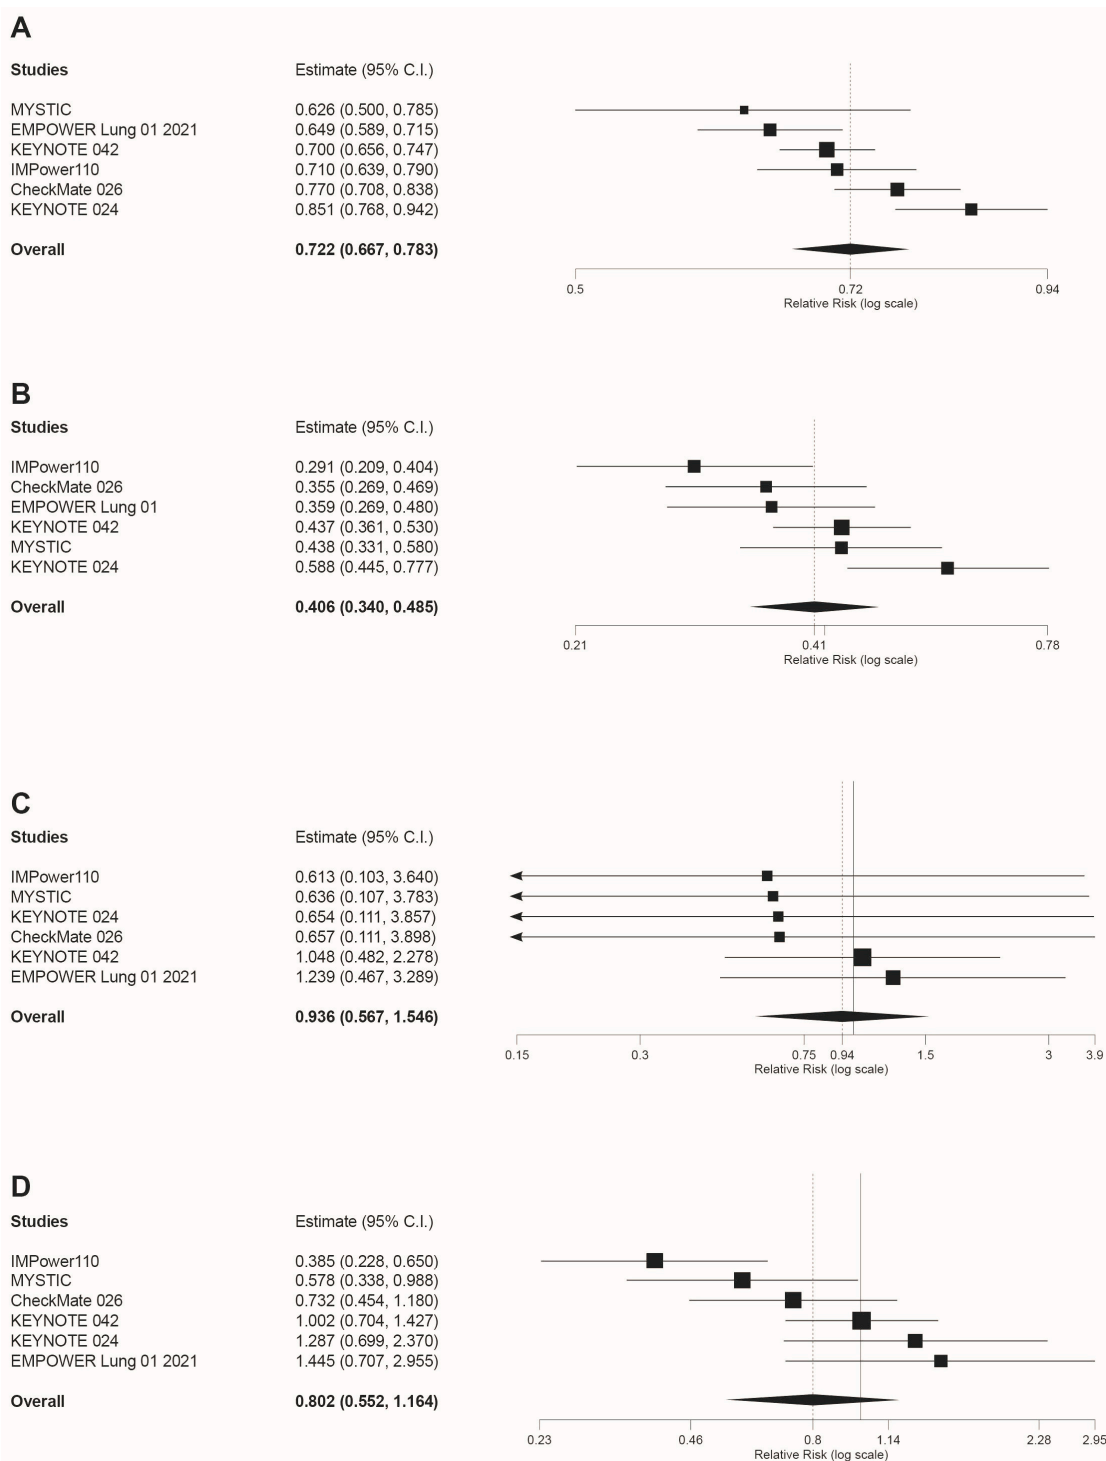 A
Studies Estimate (95% C.I.)
MYSTIC 0.626 (0.500, 0.785)
EMPOWER Lung 01 2021 0.649 (0.589, 0.715)
KEYNOTE 042 0.700 (0.656, 0.747)
IMPower110 0.710 (0.639, 0.790)
CheckMate 026 0.770 (0.708, 0.838)
KEYNOTE 024 0.851 (0.768, 0.942)
Overall 0.722 (0.667, 0.783)
0.5 0.72 0.94
Relative Risk (log scale)
B
Studies Estimate (95% C.I.)
IMPower110 0.291 (0.209, 0.404)
CheckMate 026 0.355 (0.269, 0.469)
EMPOWER Lung 01 0.359 (0.269, 0.480)
KEYNOTE 042 0.437 (0.361, 0.530)
MYSTIC 0.438 (0.331, 0.580)
KEYNOTE 024 0.588 (0.445, 0.777)
Overall 0.406 (0.340, 0.485)
0.21 0.41 0.78
Relative Risk (log scale)
C
Studies Estimate (95% C.I.)
IMPower110 0.613 (0.103, 3.640)
MYSTIC 0.636 (0.107, 3.783)
KEYNOTE 024 0.654 (0.111, 3.857)
CheckMate 026 0.657 (0.111, 3.898)
KEYNOTE 042 1.048 (0.482, 2.278)
EMPOWER Lung 01 2021 1.239 (0.467, 3.289)
Overall 0.936 (0.567, 1.546)
0.15 0.3 0.75 0.94 1.5 3 3.9
Relative Risk (log scale)
D
Studies Estimate (95% C.I.)
IMPower110 0.385 (0.228, 0.650)
MYSTIC 0.578 (0.338, 0.988)
CheckMate 026 0.732 (0.454, 1.180)
KEYNOTE 042 1.002 (0.704, 1.427)
KEYNOTE 024 1.287 (0.699, 2.370)
EMPOWER Lung 01 2021 1.445 (0.707, 2.955)
Overall 0.802 (0.552, 1.164)
0.23 0.46 0.8 1.14 2.28 2.95
Relative Risk (log scale)